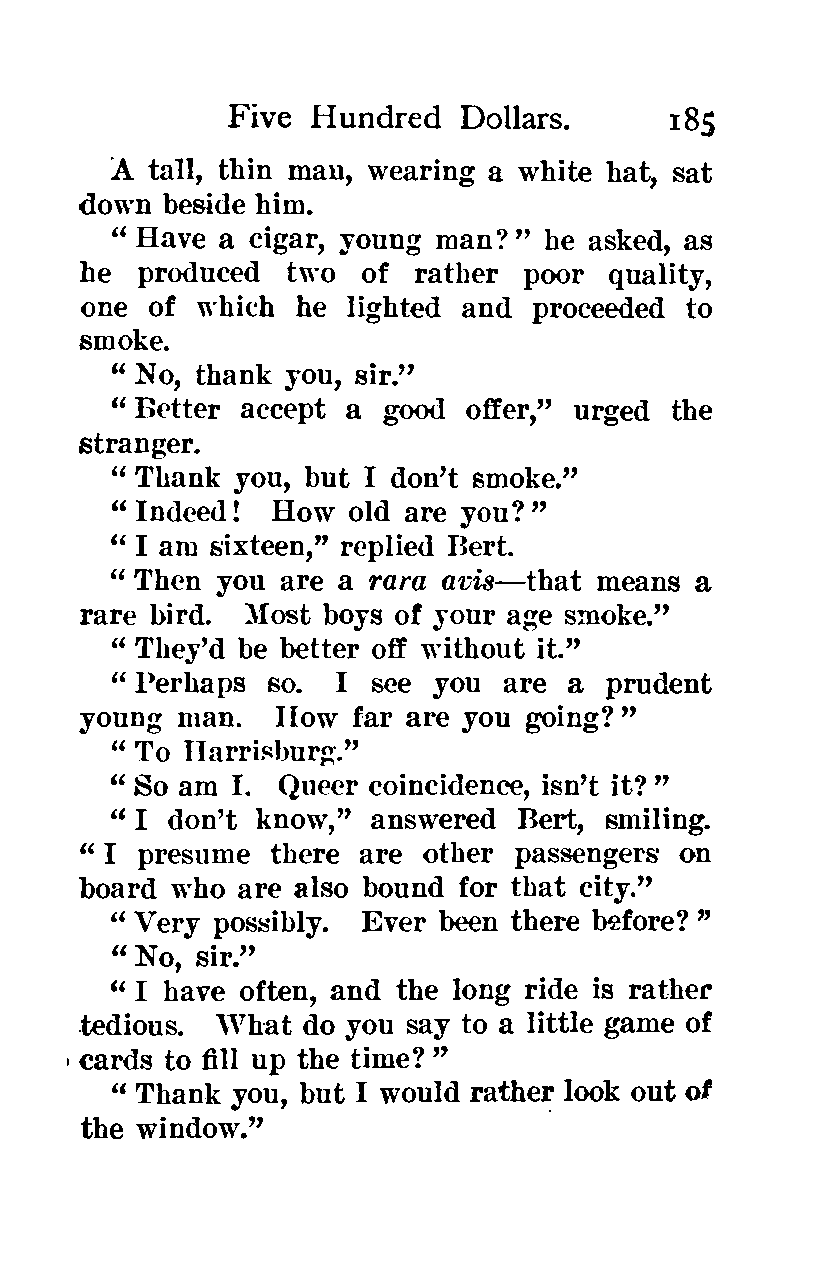 Five Hundred Dollars. 185
A tall, thin man, wearing a white hat, sat
down beside him.
“Have a cigar, young man?” he asked, as
he produced two of rather poor quality,
one of which he lighted and proceeded to
smoke.
“No, thank you, sir.”
“Better accept a good offer,” urged the
stranger.
“Thank you, but I don’t smoke.”
“Indeed! How old are you?”
“I am sixteen,” replied Bert.
“Then you are a rara avis—that means a
rare bird. Most boys of your age smoke.”
“They’d be better off without it.”
“Perhaps so. I see you are a prudent
young man. How far are you going?”
“To Harrisburg.”
“So am I. Queer coincidence, isn’t it?”
“I don’t know,” answered Bert, smiling.
“I presume there are other passengers on
board who are also bound for that city.”
“Very possibly. Ever been there before?”
“No, sir.”
“I have often, and the long ride is rather
tedious. What do you say to a little game of
cards to fill up the time?”
“Thank you, but I would rather look out of
the window.”